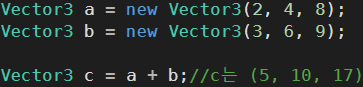 Vector3 a = new Vector3(2, 4, 8);
Vector3 b = new Vector3(3, 6, 9);
Vector3 c = a + b;//c는 (5, 10, 17)